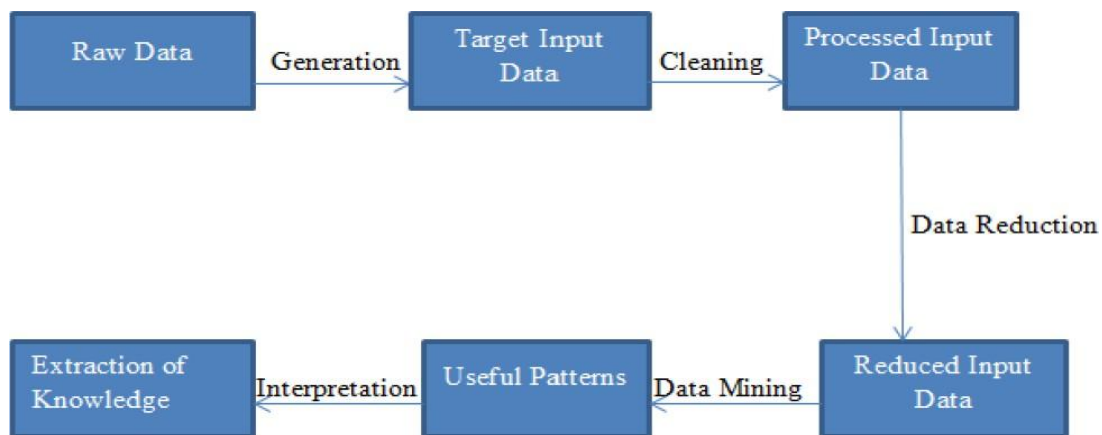 Raw Data
Generation
Target Input
Data
Cleaning
Processed Input
Data
Data Reduction
Reduced Input
Data
Data Mining
Useful Patterns
Interpretation
Extraction of
Knowledge